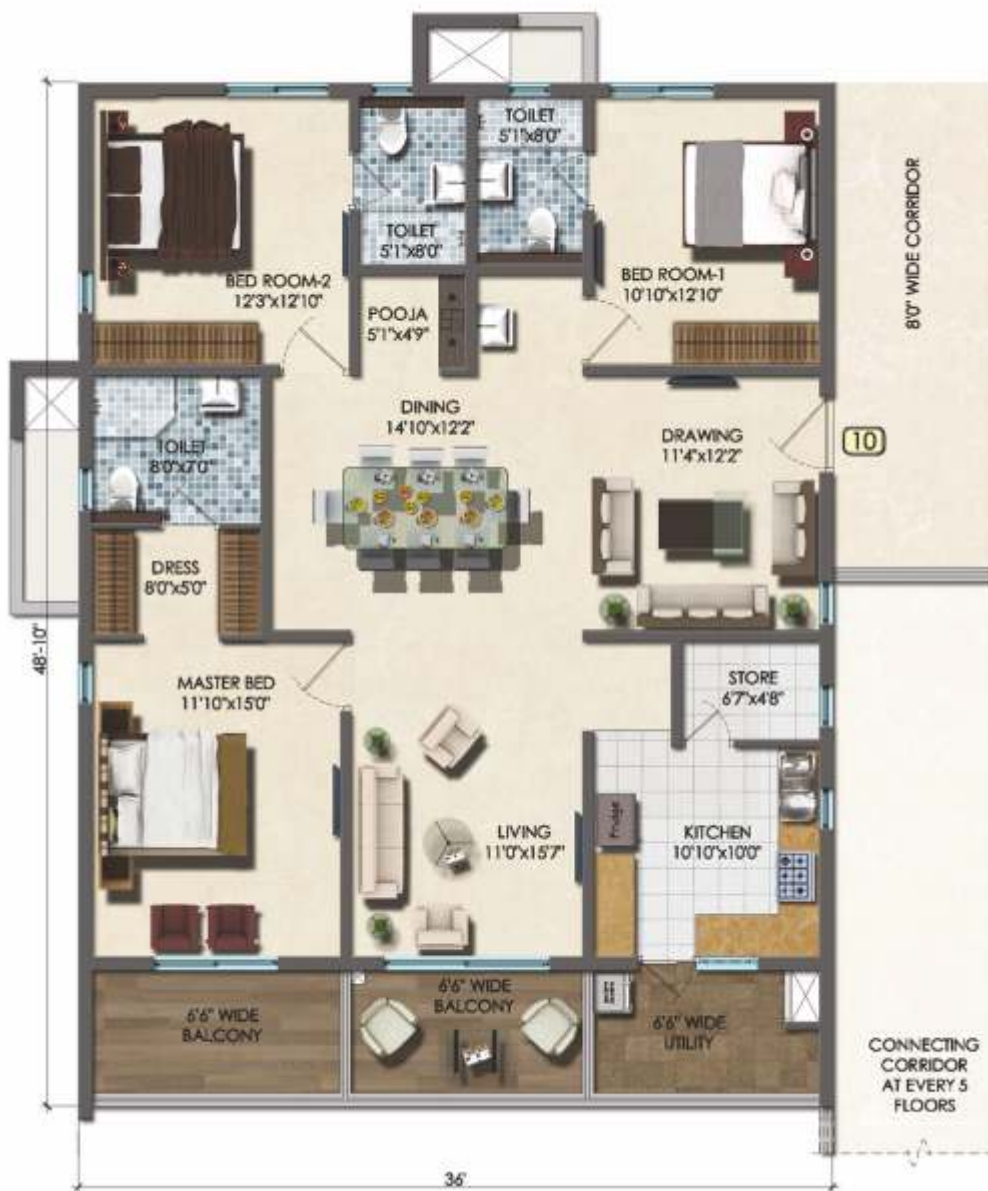 TOILET
5'1"x8'0"
TOILET
5'1"x8'0"
BED ROOM-2
12'3"x12'10"
BED ROOM-1
10'10"x12'10"
8'0" WIDE CORRIDOR
POOJA
5'1"x4'9"
DINING
14'10"x12'2"
DRAWING
11'4"x12'2"
10
TOILET
8'0"x7'0"
DRESS
8'0"x5'0"
48'-10"
MASTER BED
11'10"x15'0"
STORE
6'7"x4'8"
Fridge
LIVING
11'0"x15'7"
KITCHEN
10'10"x10'0"
6'6" WIDE
BALCONY
6'6" WIDE
BALCONY
6'6" WIDE
UTILITY
CONNECTING
CORRIDOR
AT EVERY 5
FLOORS
36'